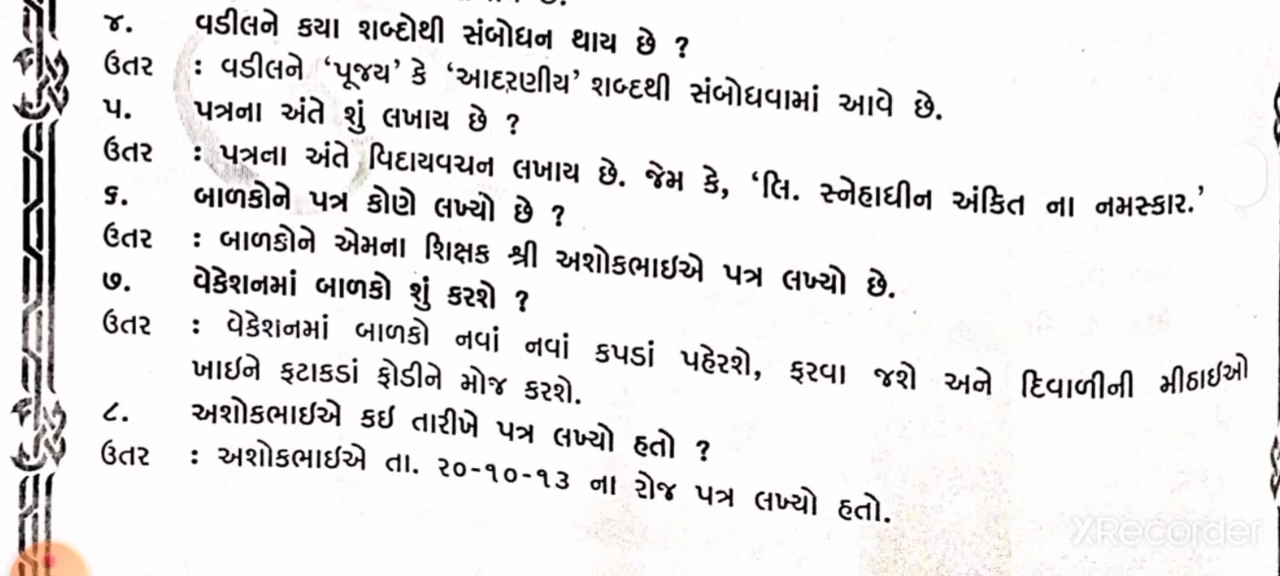 ૪. વડીલને કયા શબ્દોથી સંબોધન થાય છે ?
ઉતર : વડીલને ‘પૂજય’ કે ‘આદરણીય’ શબ્દથી સંબોધવામાં આવે છે.
૫. પત્રના અંતે શું લખાય છે ?
ઉતર : પત્રના અંતે વિદાયવચન લખાય છે. જેમ કે, ‘લિ. સ્નેહાધીન અંકિત ના નમસ્કાર.’
૬. બાળકોને પત્ર કોણે લખ્યો છે ?
ઉતર : બાળકોને એમના શિક્ષક શ્રી અશોકભાઇએ પત્ર લખ્યો છે.
૭. વેકેશનમાં બાળકો શું કરશે ?
ઉતર : વેકેશનમાં બાળકો નવાં નવાં કપડાં પહેરશે, ફરવા જશે અને દિવાળીની મીઠાઇઓ
ખાઇને ફટાકડાં ફોડીને મોજ કરશે.
૮. અશોકભાઇએ કઇ તારીખે પત્ર લખ્યો હતો ?
ઉતર : અશોકભાઇએ તા. ૨૦-૧૦-૧૩ ના રોજ પત્ર લખ્યો હતો.
XRecorder